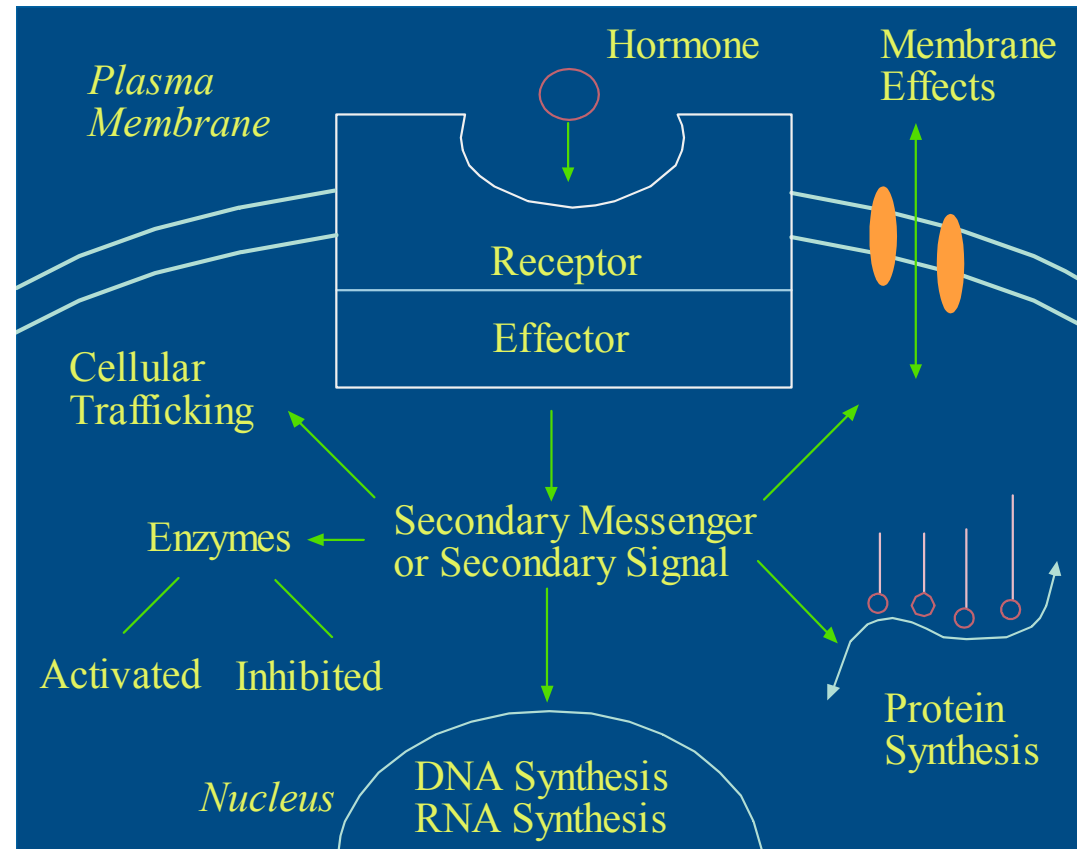 Hormone
Membrane
Effects
Plasma
Membrane
Receptor
Effector
Cellular
Trafficking
Secondary Messenger
or Secondary Signal
Enzymes
Activated
Inhibited
Protein
Synthesis
Nucleus
DNA Synthesis
RNA Synthesis